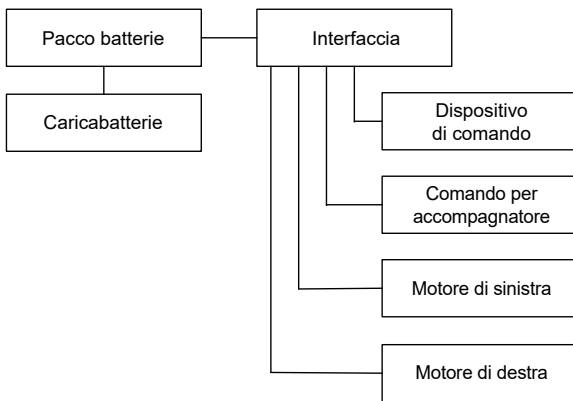 Pacco batterie
Interfaccia
Caricabatterie
Dispositivo
di comando
Comando per
accompagnatore
Motore di sinistra
Motore di destra